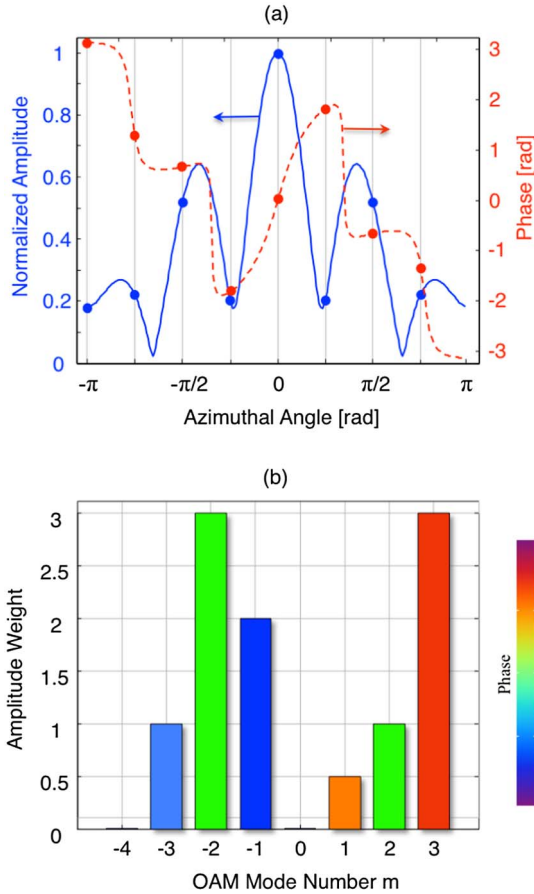 (a)
Normalized Amplitude
1
0.8
0.6
0.4
0.2
0
3
2
1
0
-1
-2
-3
Phase [rad]
-π
-π/2
0
π/2
π
Azimuthal Angle [rad]
(b)
Amplitude Weight
3
2.5
2
1.5
1
0.5
0
Phase
-4
-3
-2
-1
0
1
2
3
OAM Mode Number m